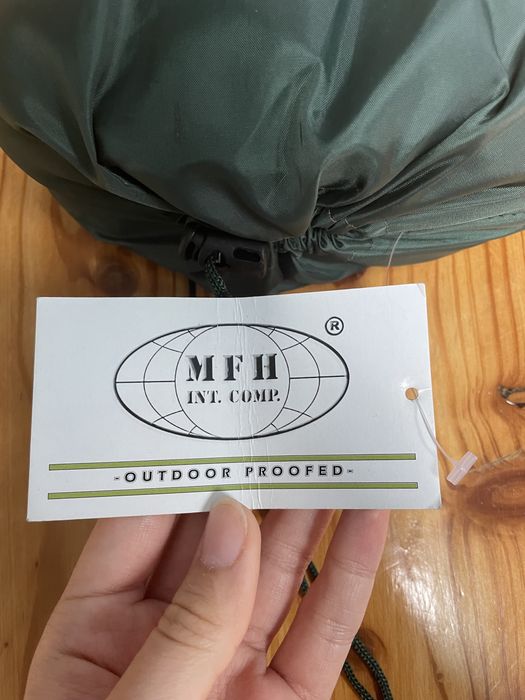 ®
MFH
INT. COMP.
-OUTDOOR PROOFED-